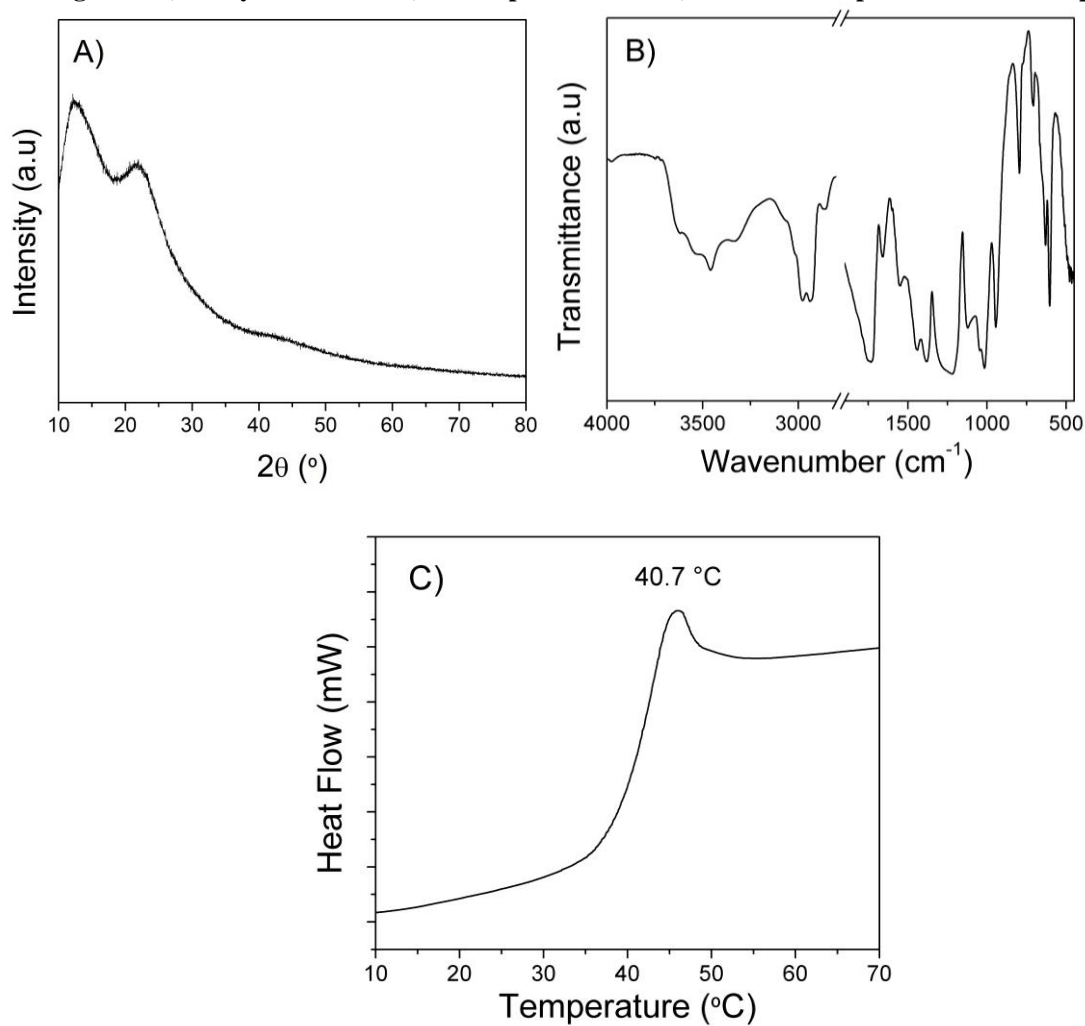 A)
Intensity (a.u)
10 20 30 40 50 60 70 80
2θ (º)
B)
Transmittance (a.u)
4000 3500 3000 1500 1000 500
Wavenumber (cm⁻¹)
C)
40.7 °C
Heat Flow (mW)
10 20 30 40 50 60 70
Temperature (ºC)